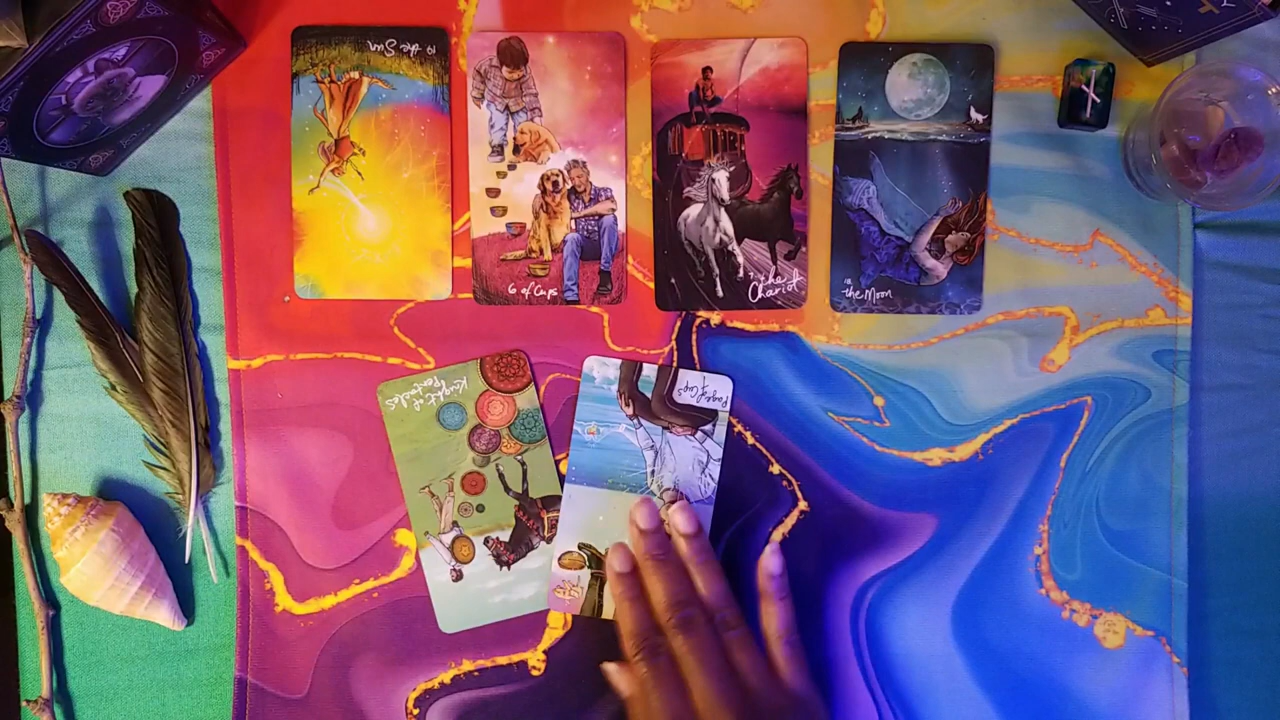 19 the Sun
6 of Cups
7 the
Chariot
18
the Moon
Knight of
Pentacles
Page
of Cups